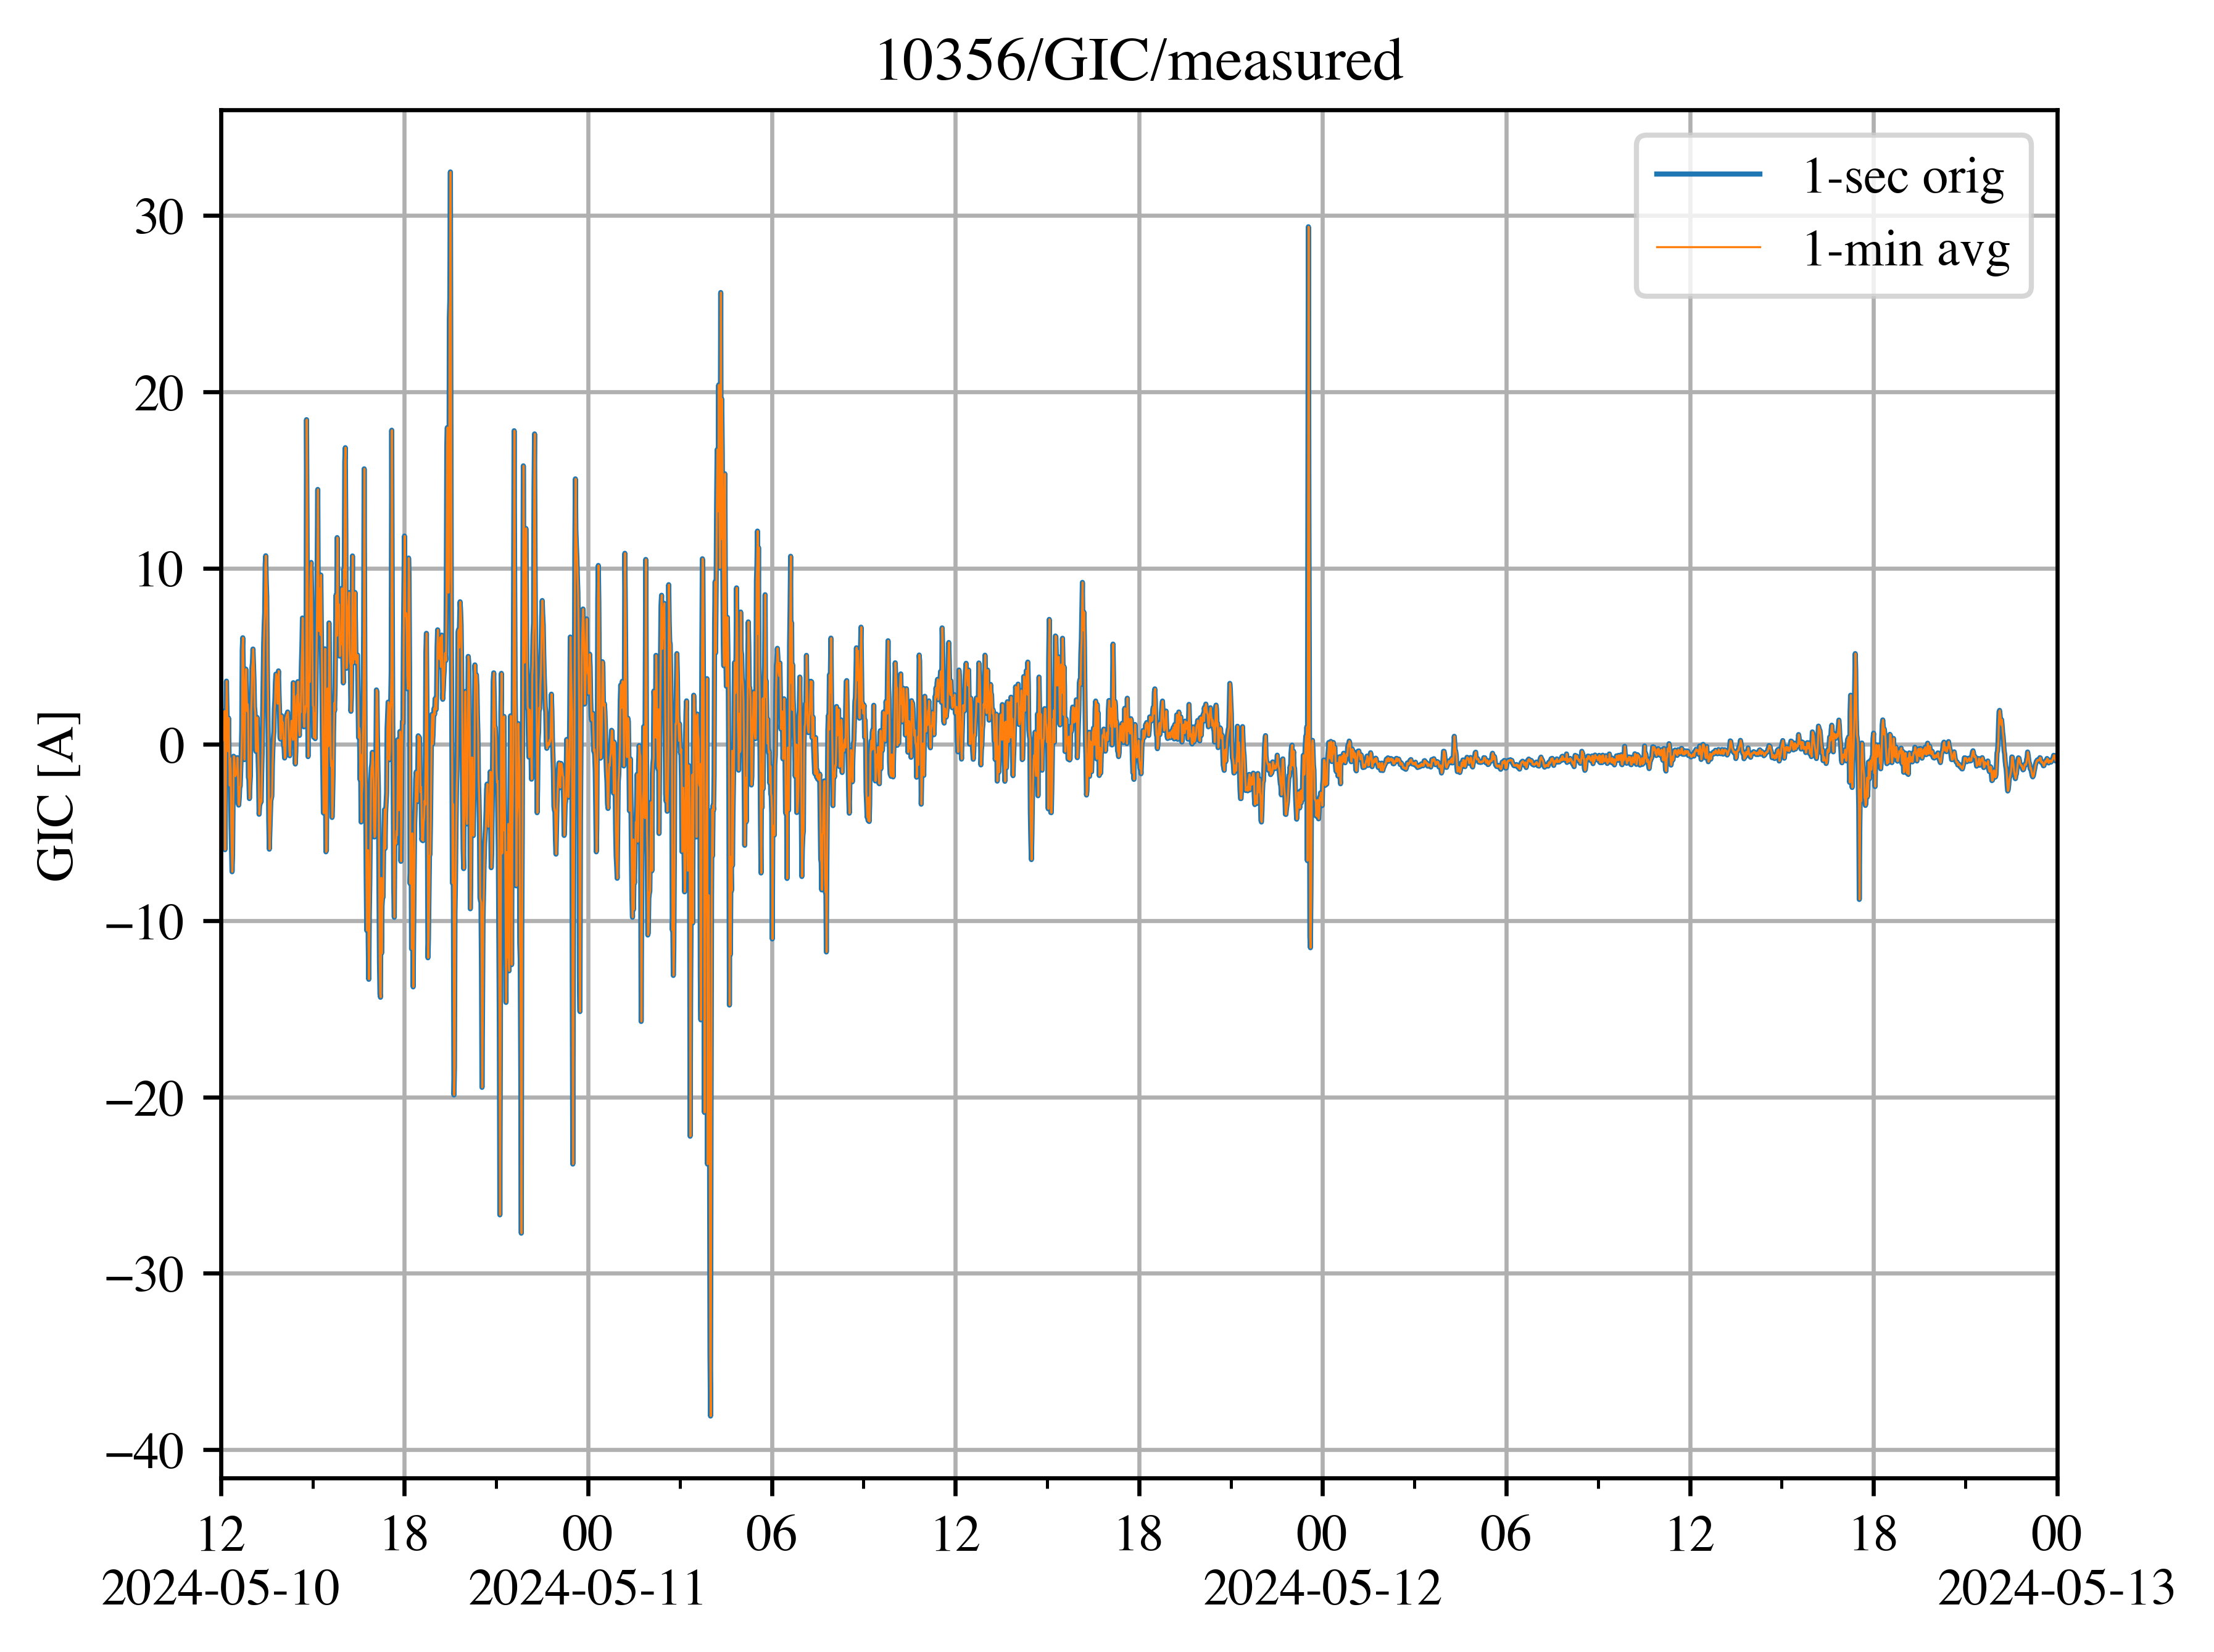 10356/GIC/measured
1-sec orig
1-min avg
GIC [A]
30
20
10
0
−10
−20
−30
−40
12 18 00 06 12 18 00 06 12 18 00
2024-05-10 2024-05-11 2024-05-12 2024-05-13